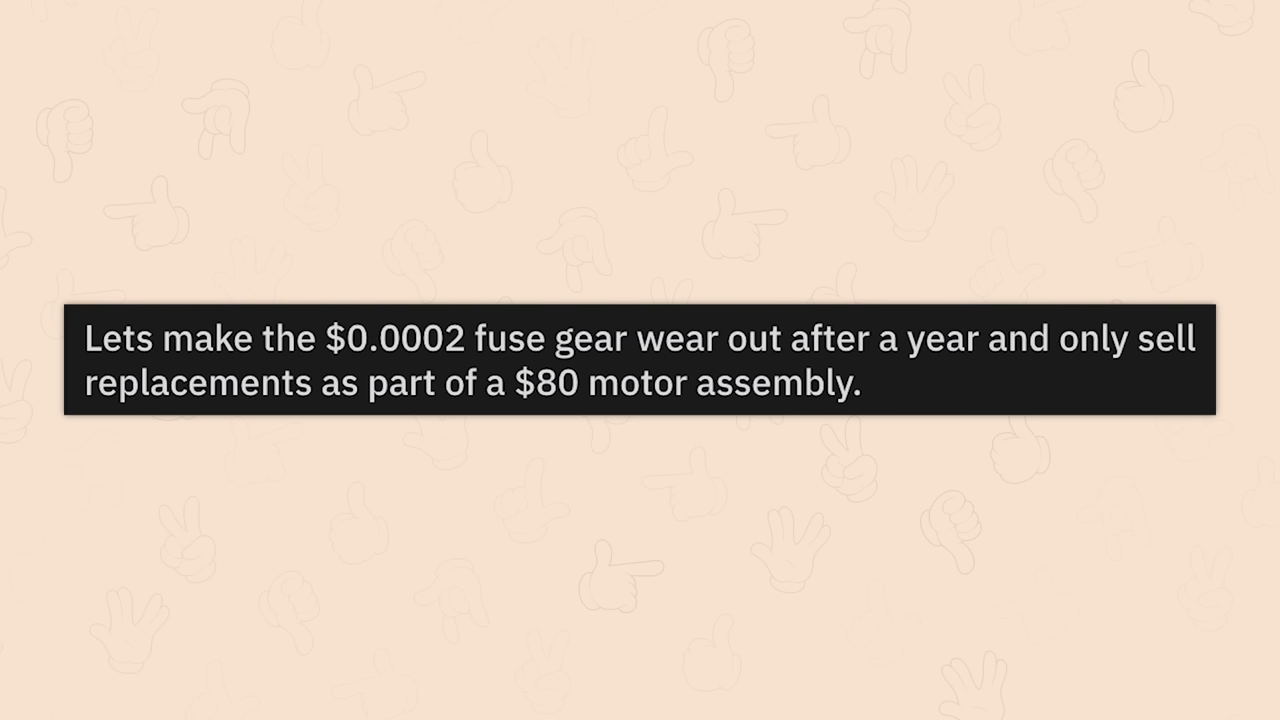 Lets make the $0.0002 fuse gear wear out after a year and only sell
replacements as part of a $80 motor assembly.